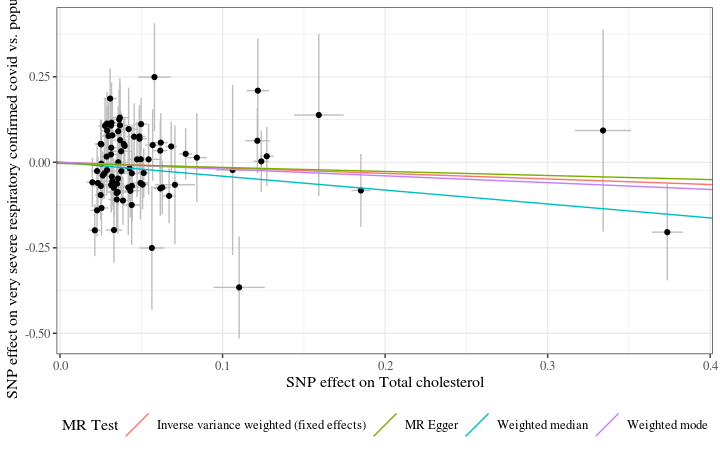 SNP effect on very severe respiratory confirmed covid vs.
0.25
0.00
-0.25
-0.50
0.0 0.1 0.2 0.3 0.4
SNP effect on Total cholesterol
MR Test Inverse variance weighted (fixed effects) MR Egger Weighted median Weighted mode